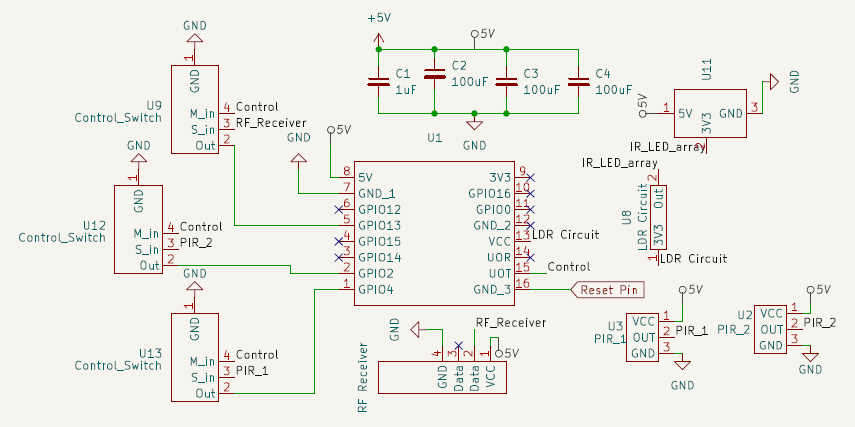 +5V
5V
C1
1uF
C2
100uF
C3
100uF
C4
100uF
GND
GND
1
GND
U9
Control_Switch
M_in
S_in
Out
4
3
2
Control
RF_Receiver
GND
1
GND
U12
Control_Switch
M_in
S_in
Out
4
3
2
Control
PIR_2
GND
1
GND
U13
Control_Switch
M_in
S_in
Out
4
3
2
Control
PIR_1
GND
5V
U1
8 5V
7 GND_1
6 GPIO12
5 GPIO13
4 GPIO15
3 GPIO14
2 GPIO2
1 GPIO4
3V3 9
GPIO16 10
GPIO0 11
GND_2 12
VCC 13
UOR 14
UOT 15
GND_3 16
LDR Circuit
Control
Reset Pin
U11
5V
1
5V
GND
3
GND
3V3
2
IR_LED_array
IR_LED_array
2
Out
3V3
1
U8
LDR Circuit
LDR Circuit
RF Receiver
GND
4
3
2
1
GND
Data
Data
VCC
RF_Receiver
5V
U3
PIR_1
VCC 1
OUT 2
GND 3
5V
PIR_1
GND
U2
PIR_2
VCC 1
OUT 2
GND 3
5V
PIR_2
GND